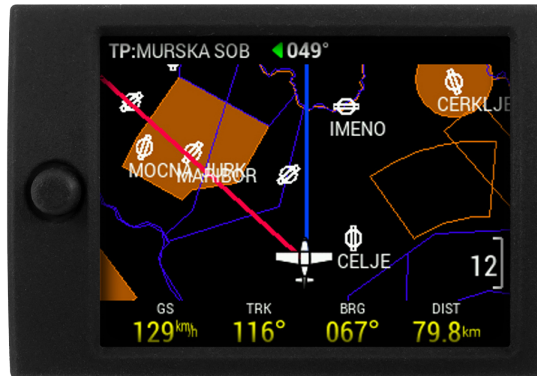 TP:MURSKA SOB 049°
CERKLJE
IMENO
MOCNA JURK
MARIBOR
CELJE
12
GS TRK BRG DIST
129km/h 116° 067° 79.8km